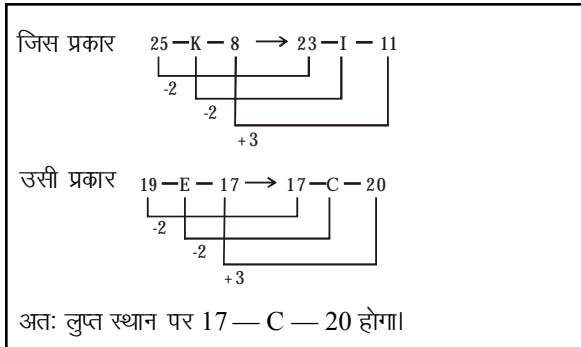 जिस प्रकार 25 — K — 8 → 23 — I — 11
-2
-2
+3
उसी प्रकार 19 — E — 17 → 17 — C — 20
-2
-2
+3
अतः लुप्त स्थान पर 17 — C — 20 होगा।